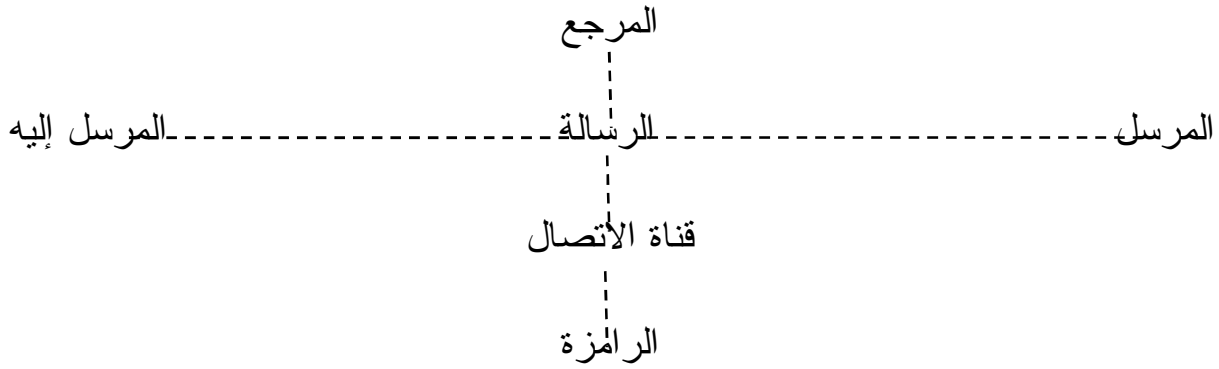 المرجع
المرسل الرسالة المرسل إليه
قناة الاتصال
الرامزة